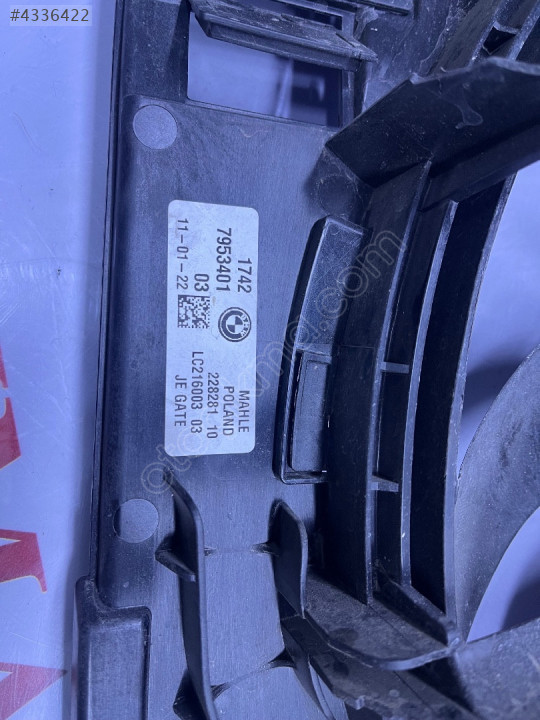 #4336422
1742
7953401
03
11-01-22
MAHLE
POLAND
228281 10
LC216003 03
JE GATE